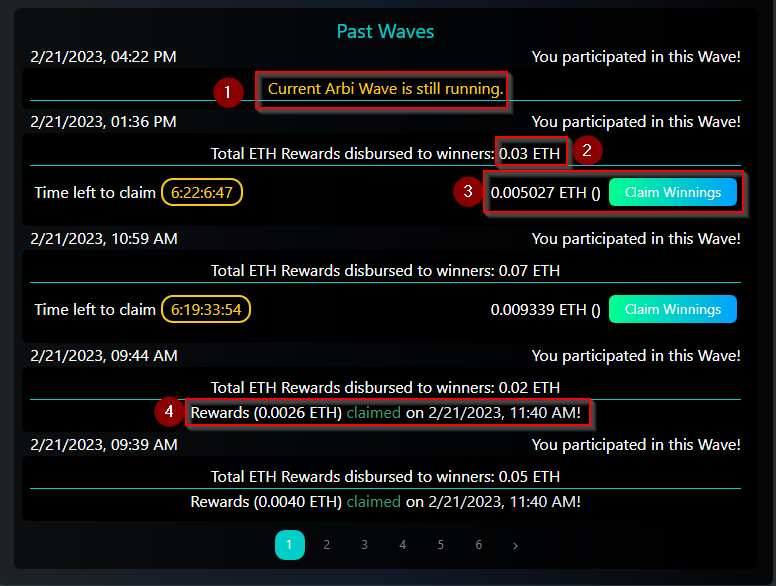 Past Waves
2/21/2023, 04:22 PM You participated in this Wave!
1 Current Arbi Wave is still running.
2/21/2023, 01:36 PM You participated in this Wave!
Total ETH Rewards disbursed to winners: 0.03 ETH 2
Time left to claim 6:22:6:47 3 0.005027 ETH () Claim Winnings
2/21/2023, 10:59 AM You participated in this Wave!
Total ETH Rewards disbursed to winners: 0.07 ETH
Time left to claim 6:19:33:54 0.009339 ETH () Claim Winnings
2/21/2023, 09:44 AM You participated in this Wave!
Total ETH Rewards disbursed to winners: 0.02 ETH
4 Rewards (0.0026 ETH) claimed on 2/21/2023, 11:40 AM!
2/21/2023, 09:39 AM You participated in this Wave!
Total ETH Rewards disbursed to winners: 0.05 ETH
Rewards (0.0040 ETH) claimed on 2/21/2023, 11:40 AM!
1 2 3 4 5 6 ›